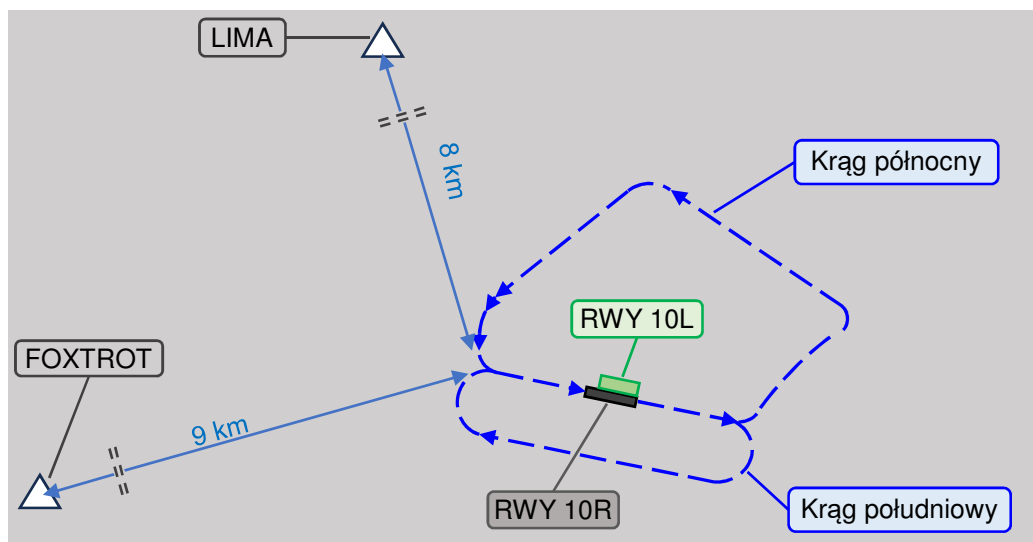 LIMA
8 km
Krąg północny
RWY 10L
FOXTROT
9 km
RWY 10R
Krąg południowy